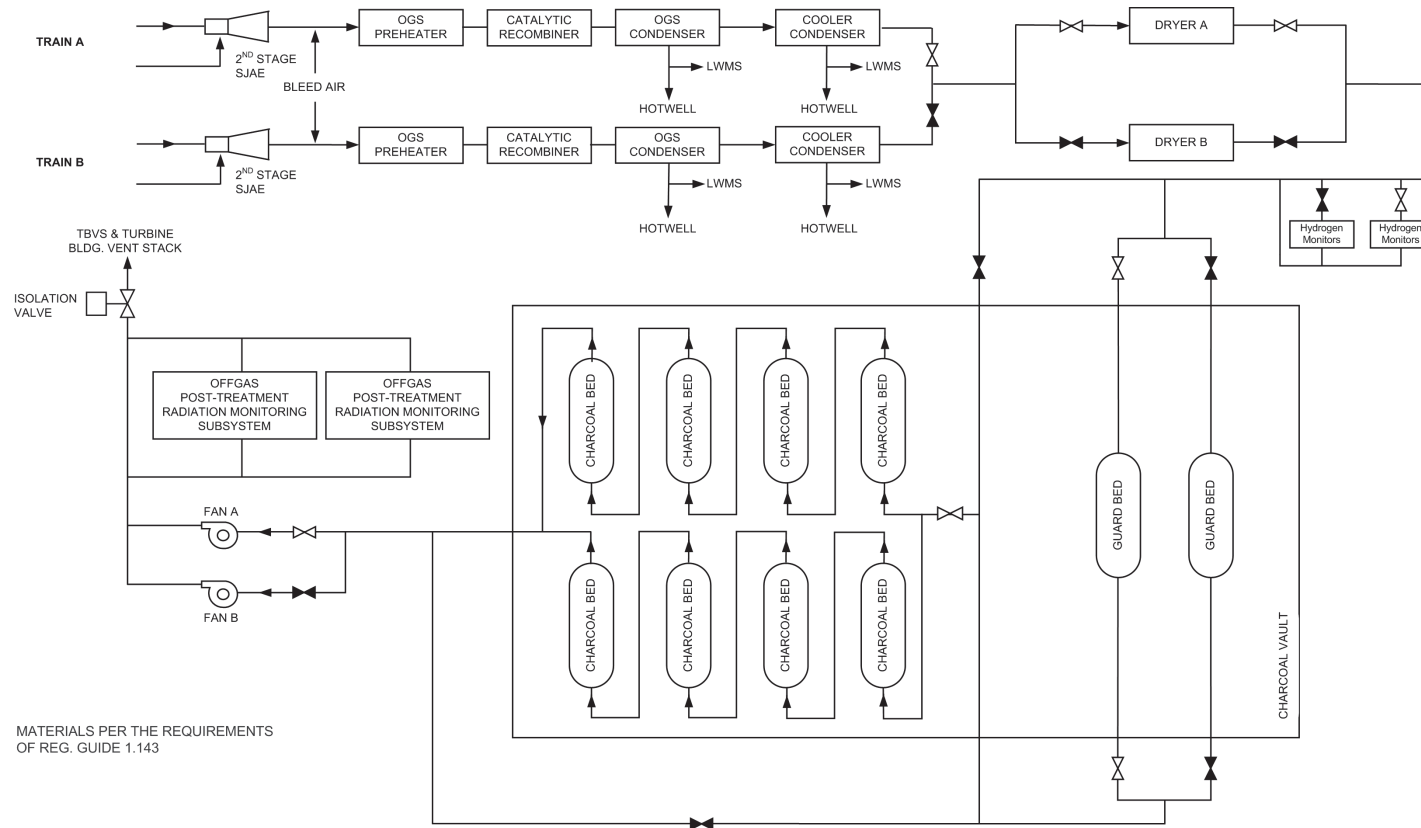 TRAIN A
2ND STAGE
SJAE
BLEED AIR
OGS
PREHEATER
CATALYTIC
RECOMBINER
OGS
CONDENSER
COOLER
CONDENSER
LWMS
LWMS
HOTWELL
HOTWELL
DRYER A
TRAIN B
2ND STAGE
SJAE
OGS
PREHEATER
CATALYTIC
RECOMBINER
OGS
CONDENSER
COOLER
CONDENSER
LWMS
LWMS
HOTWELL
HOTWELL
DRYER B
Hydrogen
Monitors
Hydrogen
Monitors
TBVS & TURBINE
BLDG. VENT STACK
ISOLATION
VALVE
OFFGAS
POST-TREATMENT
RADIATION MONITORING
SUBSYSTEM
OFFGAS
POST-TREATMENT
RADIATION MONITORING
SUBSYSTEM
CHARCOAL BED
CHARCOAL BED
CHARCOAL BED
CHARCOAL BED
FAN A
FAN B
CHARCOAL BED
CHARCOAL BED
CHARCOAL BED
CHARCOAL BED
GUARD BED
GUARD BED
CHARCOAL VAULT
MATERIALS PER THE REQUIREMENTS
OF REG. GUIDE 1.143